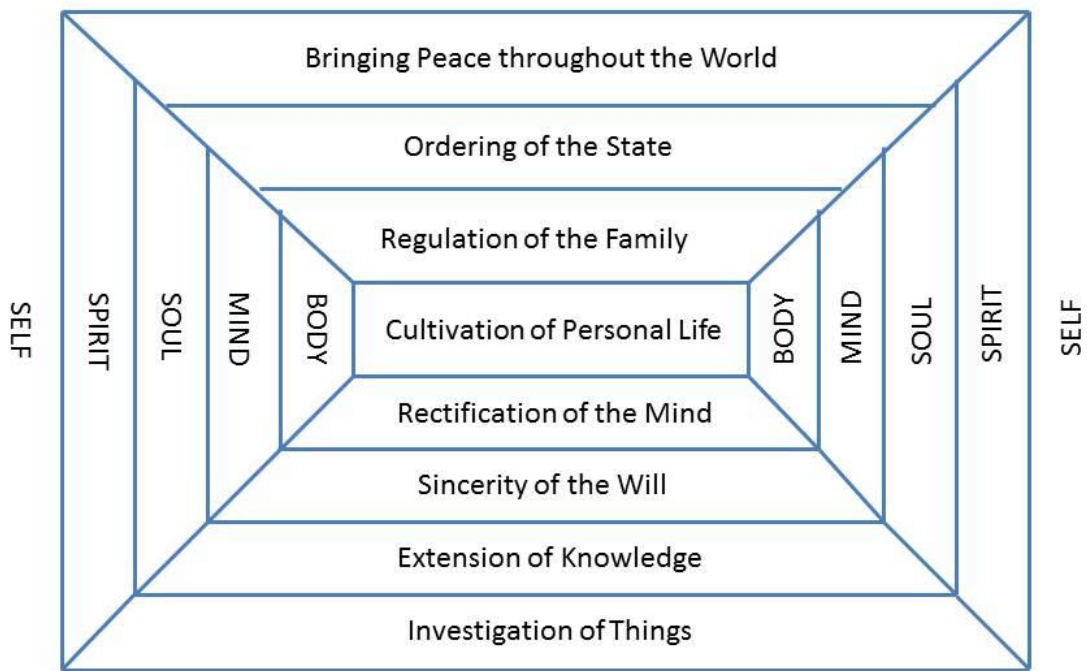 Bringing Peace throughout the World
Ordering of the State
Regulation of the Family
SELF
SPIRIT
SOUL
MIND
BODY
Cultivation of Personal Life
BODY
MIND
SOUL
SPIRIT
SELF
Rectification of the Mind
Sincerity of the Will
Extension of Knowledge
Investigation of Things